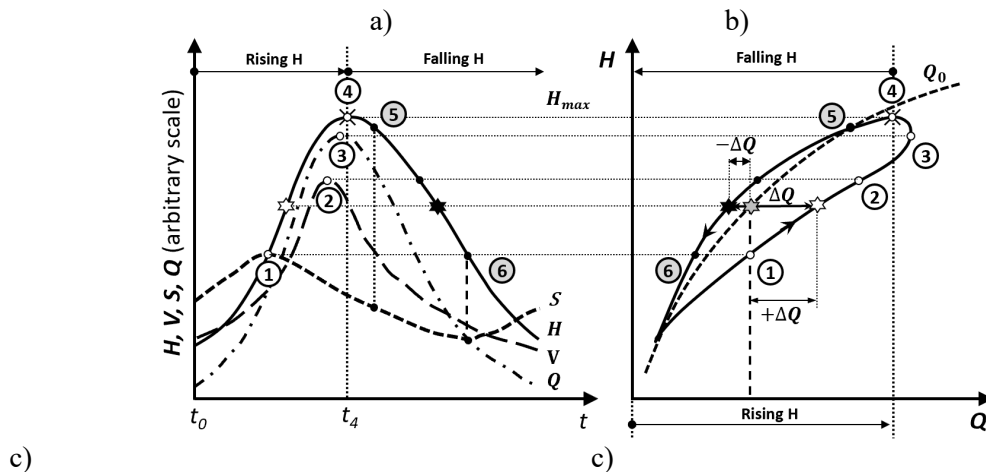 a)
b)
Rising H
Falling H
4
H_max
5
3
2
1
6
H, V, S, Q (arbitrary scale)
S
H
V
Q
t_0
t_4
t
H
Falling H
Q_0
4
5
3
−ΔQ
2
ΔQ
6
1
+ΔQ
Rising H
Q
c)
c)